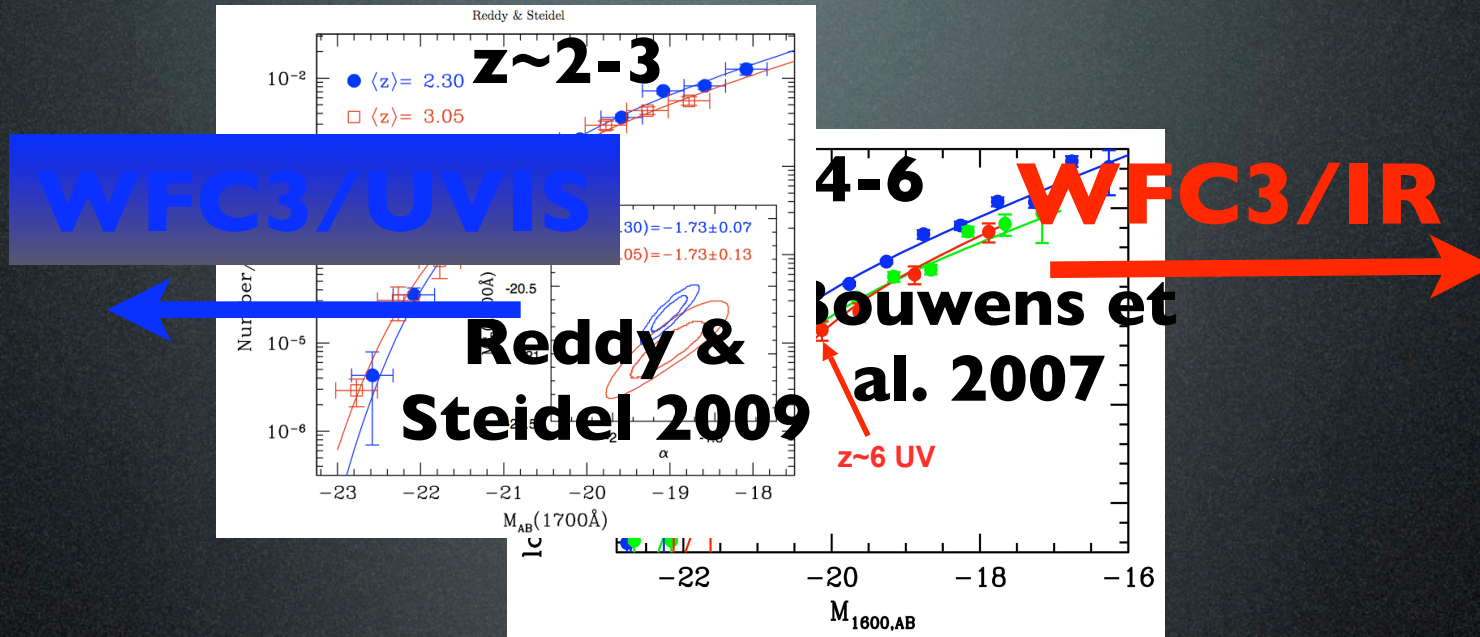 Reddy & Steidel
z~2-3
10⁻²
⟨z⟩= 2.30
⟨z⟩= 3.05
WFC3/UVIS
4-6
WFC3/IR
.30)=−1.73±0.07
.05)=−1.73±0.13
-20.5
10⁻⁵
Reddy &
Steidel 2009
Bouwens et
al. 2007
10⁻⁶
α
z~6 UV
−23 −22 −21 −20 −19 −18
M_AB(1700Å)
−22 −20 −18 −16
M_1600,AB